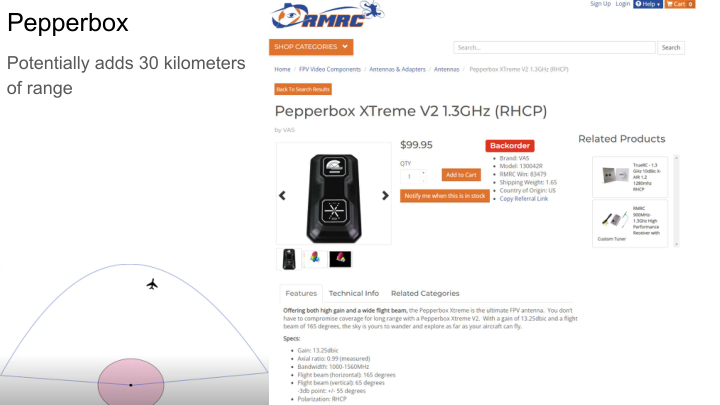 Pepperbox
Potentially adds 30 kilometers
of range
RMRC
Sign Up Login Help Cart 0
SHOP CATEGORIES
Search...
Search
Home / FPV Video Components / Antennas & Adapters / Antennas / Pepperbox XTreme V2 1.3GHz (RHCP)
Back To Search Results
Pepperbox XTreme V2 1.3GHz (RHCP)
by VAS
$99.95
QTY
1
Add to Cart
Notify me when this is in stock
Backorder
Brand: VAS
Model: 130042R
RMRC Win: 83479
Shipping Weight: 1.65
Country of Origin: US
Copy Referral Link
Related Products
TrueRC - 1.3
GHz 10dBic X-
AIR 1.2
1280mhz
RHCP
RMRC
900MHz
1.3Ghz High
Performance
Receiver with
Custom Tuner
Features Technical Info Related Categories
Offering both high gain and a wide flight beam, the Pepperbox Xtreme is the ultimate FPV antenna. You don't
have to compromise coverage for long range with a Pepperbox Xtreme V2. With a gain of 13.25dbic and a flight
beam of 165 degrees, the sky is yours to wander and explore as far as your aircraft can fly.
Specs:
Gain: 13.25dbic
Axial ratio: 0.99 (measured)
Bandwidth: 1000-1560MHz
Flight beam (horizontal): 165 degrees
Flight beam (vertical): 65 degrees
-3db point: +/- 55 degrees
Polarization: RHCP